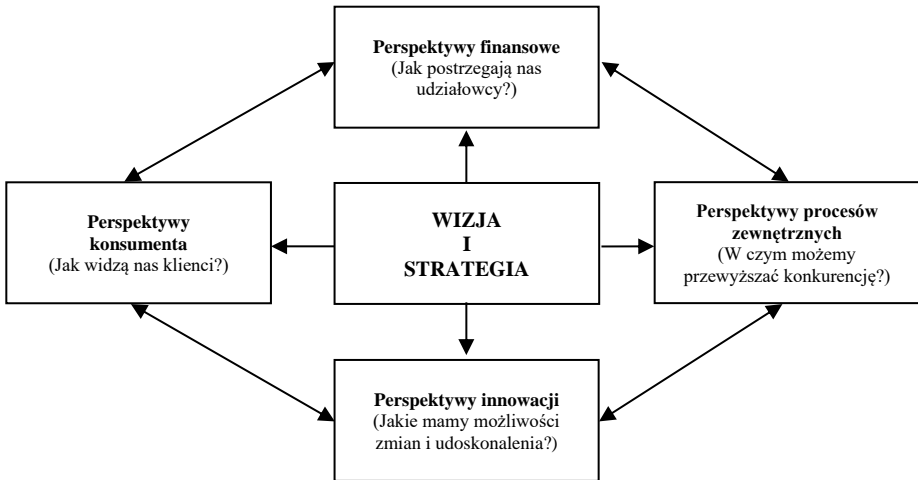 Perspektywy finansowe
(Jak postrzegają nas
udziałowcy?)
Perspektywy
konsumenta
(Jak widzą nas klienci?)
WIZJA
I
STRATEGIA
Perspektywy procesów
zewnętrznych
(W czym możemy
przewyższać konkurencję?)
Perspektywy innowacji
(Jakie mamy możliwości
zmian i udoskonalenia?)